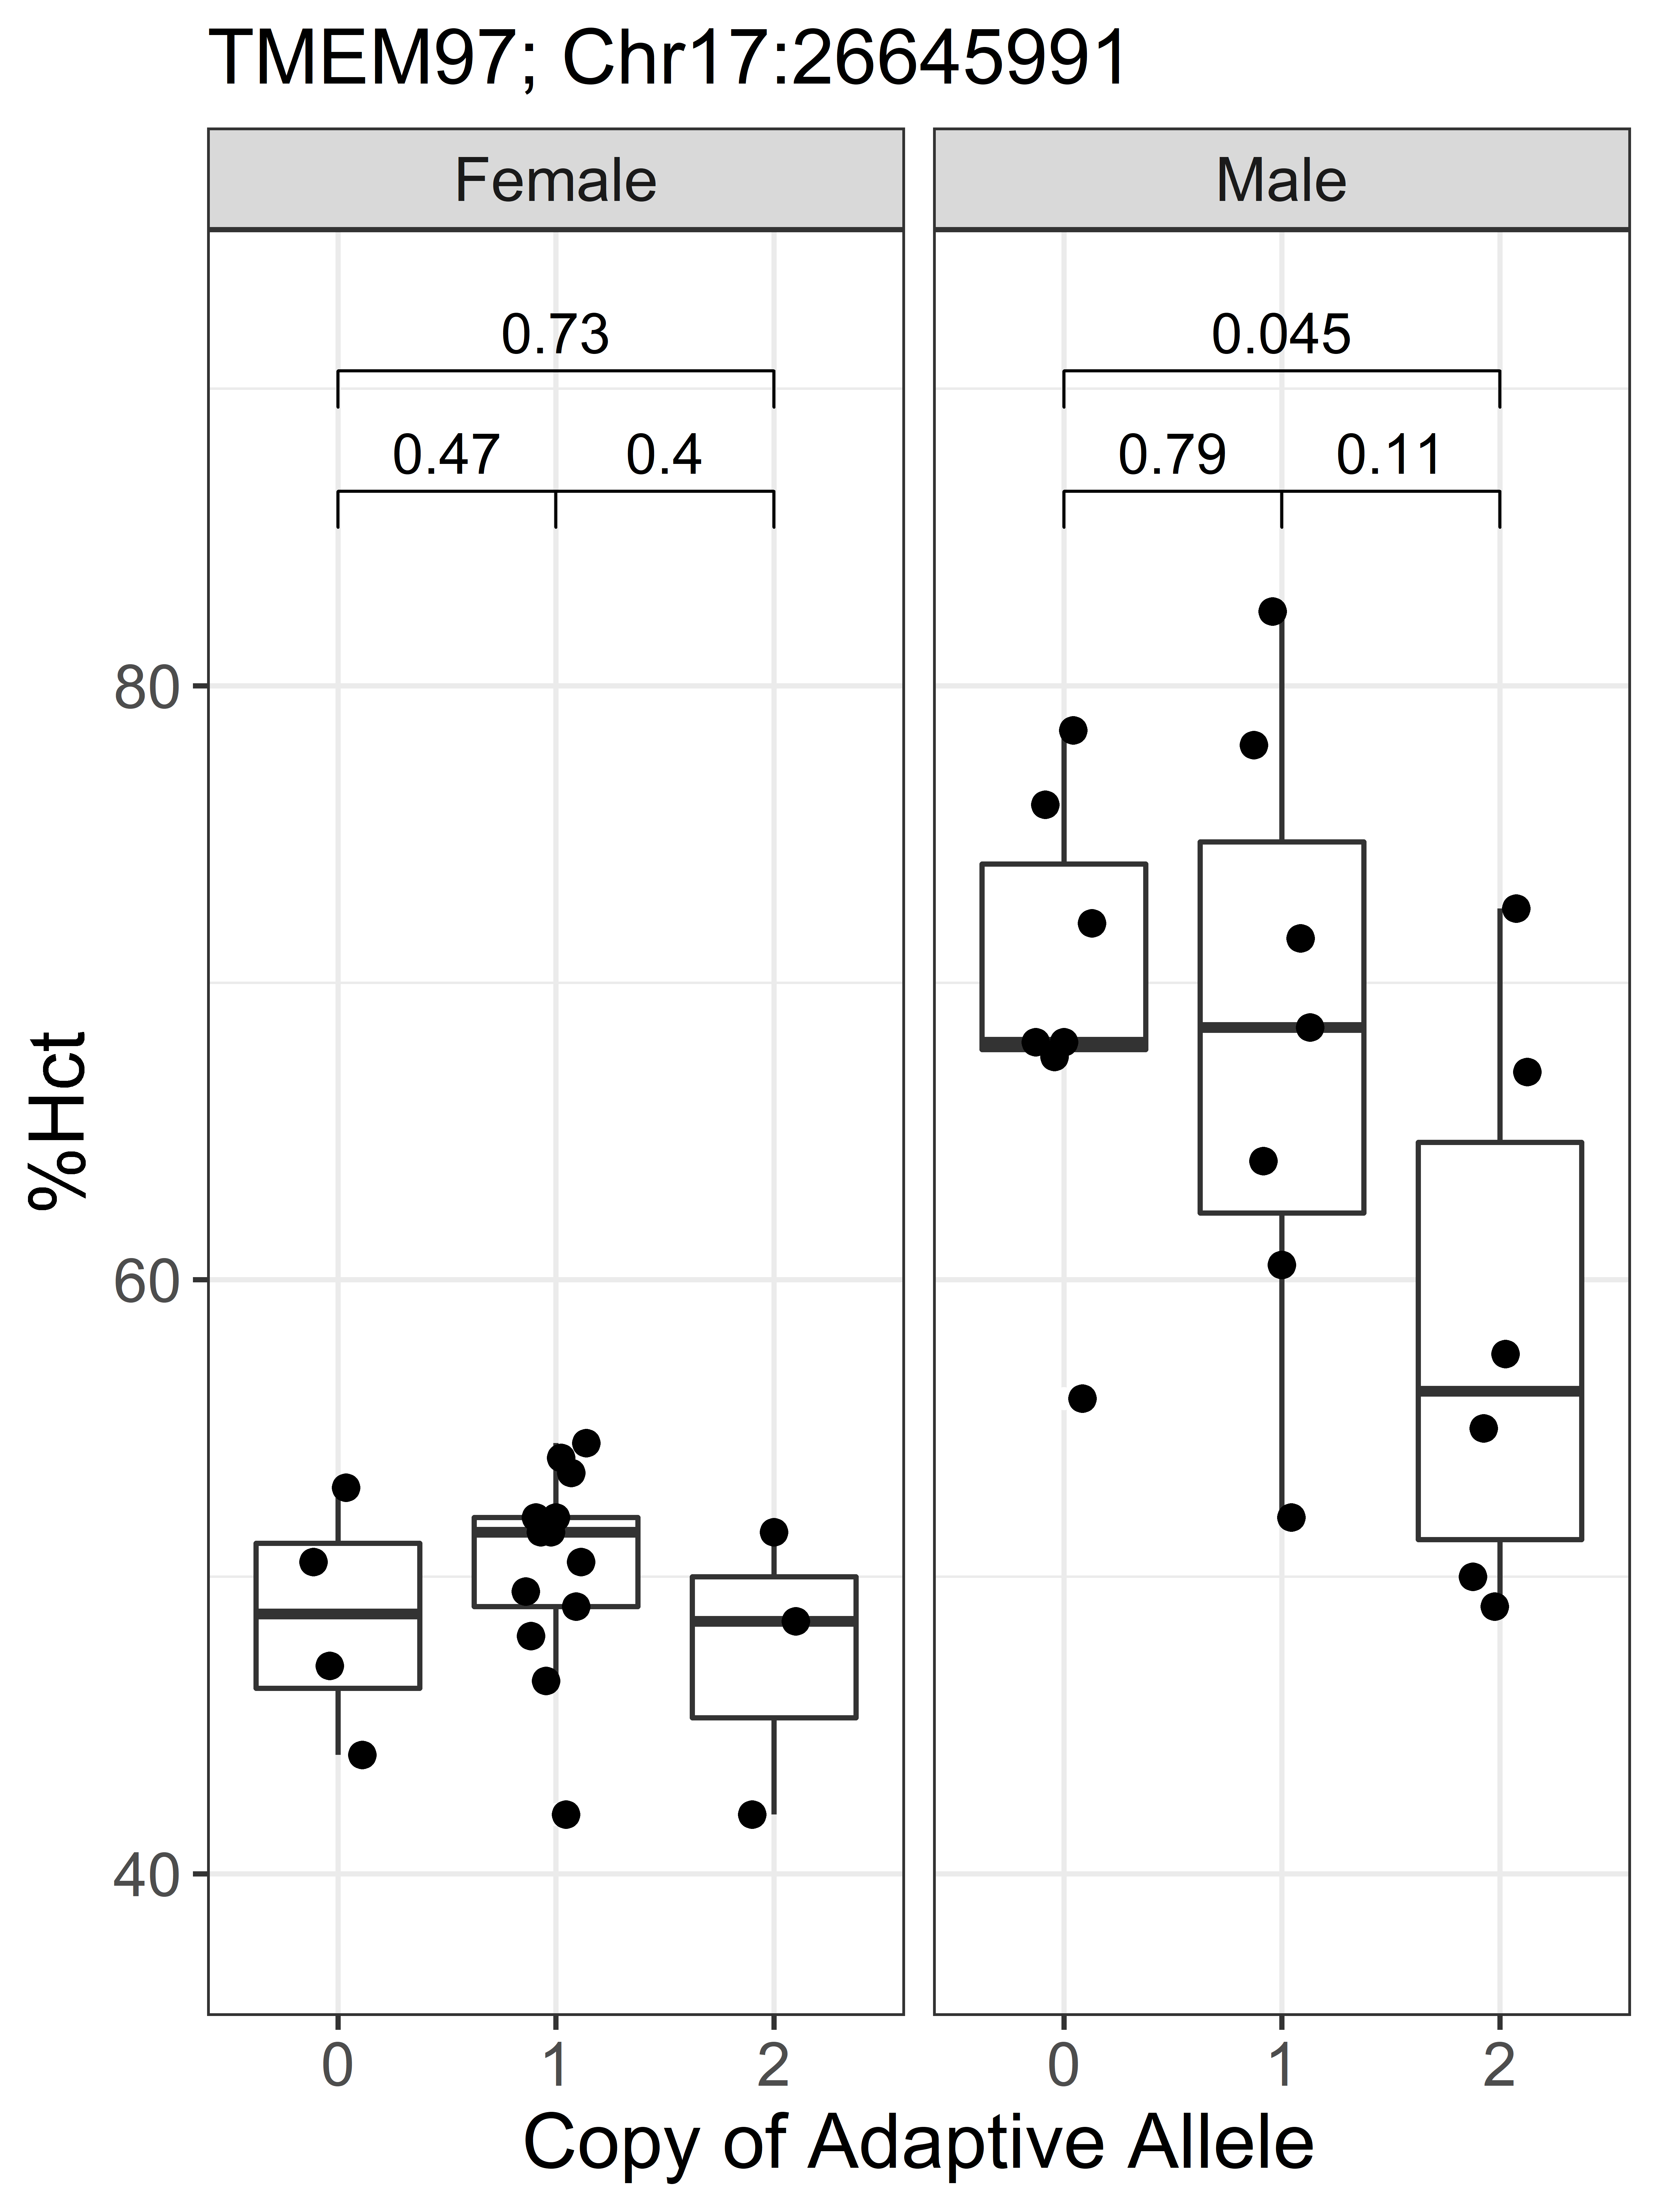 TMEM97; Chr17:26645991
Female Male
0.73 0.045
0.47 0.4 0.79 0.11
80
60
40
%Hct
0 1 2 0 1 2
Copy of Adaptive Allele